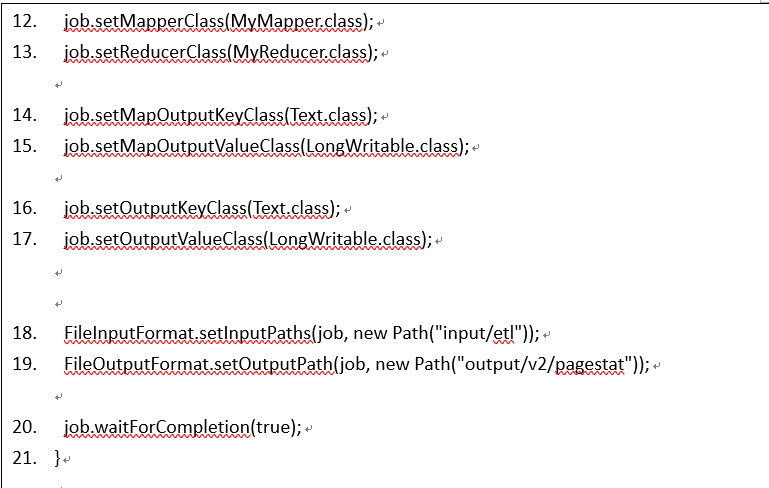 12. job.setMapperClass(MyMapper.class);
13. job.setReducerClass(MyReducer.class);
14. job.setMapOutputKeyClass(Text.class);
15. job.setMapOutputValueClass(LongWritable.class);
16. job.setOutputKeyClass(Text.class);
17. job.setOutputValueClass(LongWritable.class);
18. FileInputFormat.setInputPaths(job, new Path("input/etl"));
19. FileOutputFormat.setOutputPath(job, new Path("output/v2/pagestat"));
20. job.waitForCompletion(true);
21. }